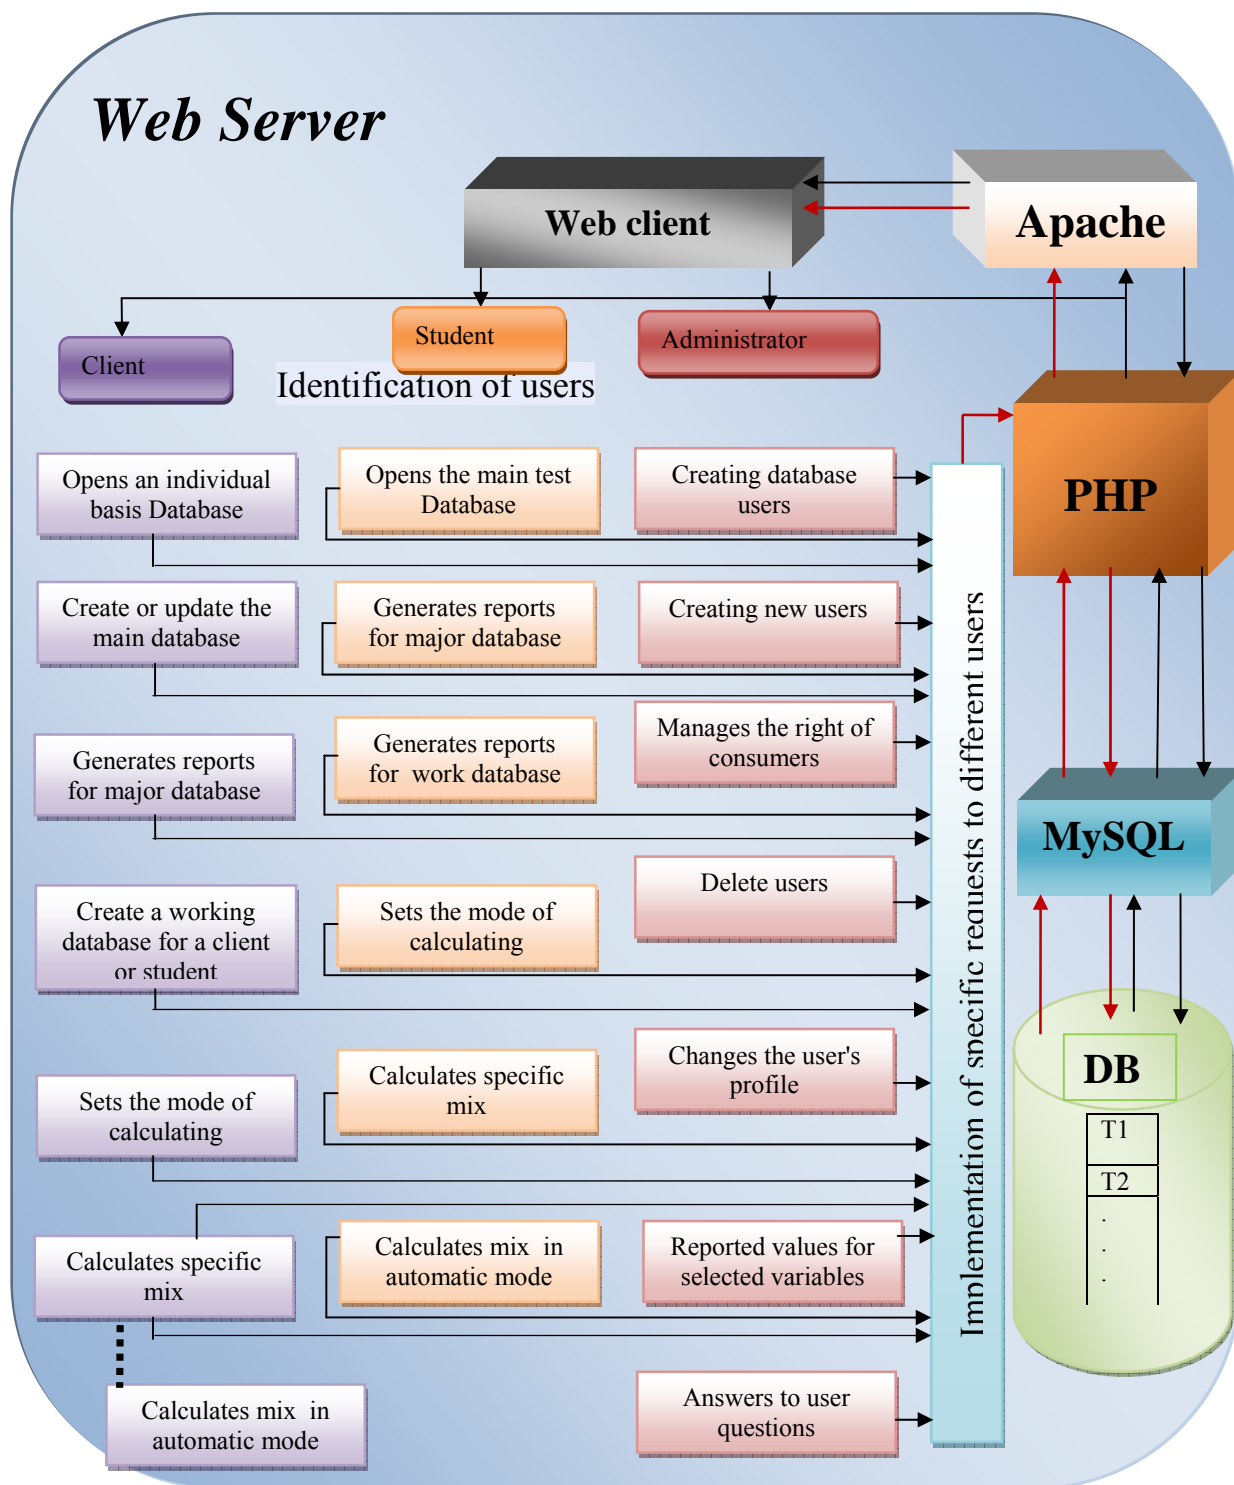 Web Server
Web client
Apache
Client
Student
Administrator
Identification of users
PHP
Opens an individual
basis Database
Opens the main test
Database
Creating database
users
Create or update the
main database
Generates reports
for major database
Creating new users
Generates reports
for major database
Generates reports
for work database
Manages the right of
consumers
MySQL
Create a working
database for a client
or student
Sets the mode of
calculating
Delete users
Sets the mode of
calculating
Calculates specific
mix
Changes the user's
profile
DB
T1
T2
.
.
.
Calculates specific
mix
Calculates mix in
automatic mode
Reported values for
selected variables
Calculates mix in
automatic mode
Answers to user
questions
Implementation of specific requests to different users